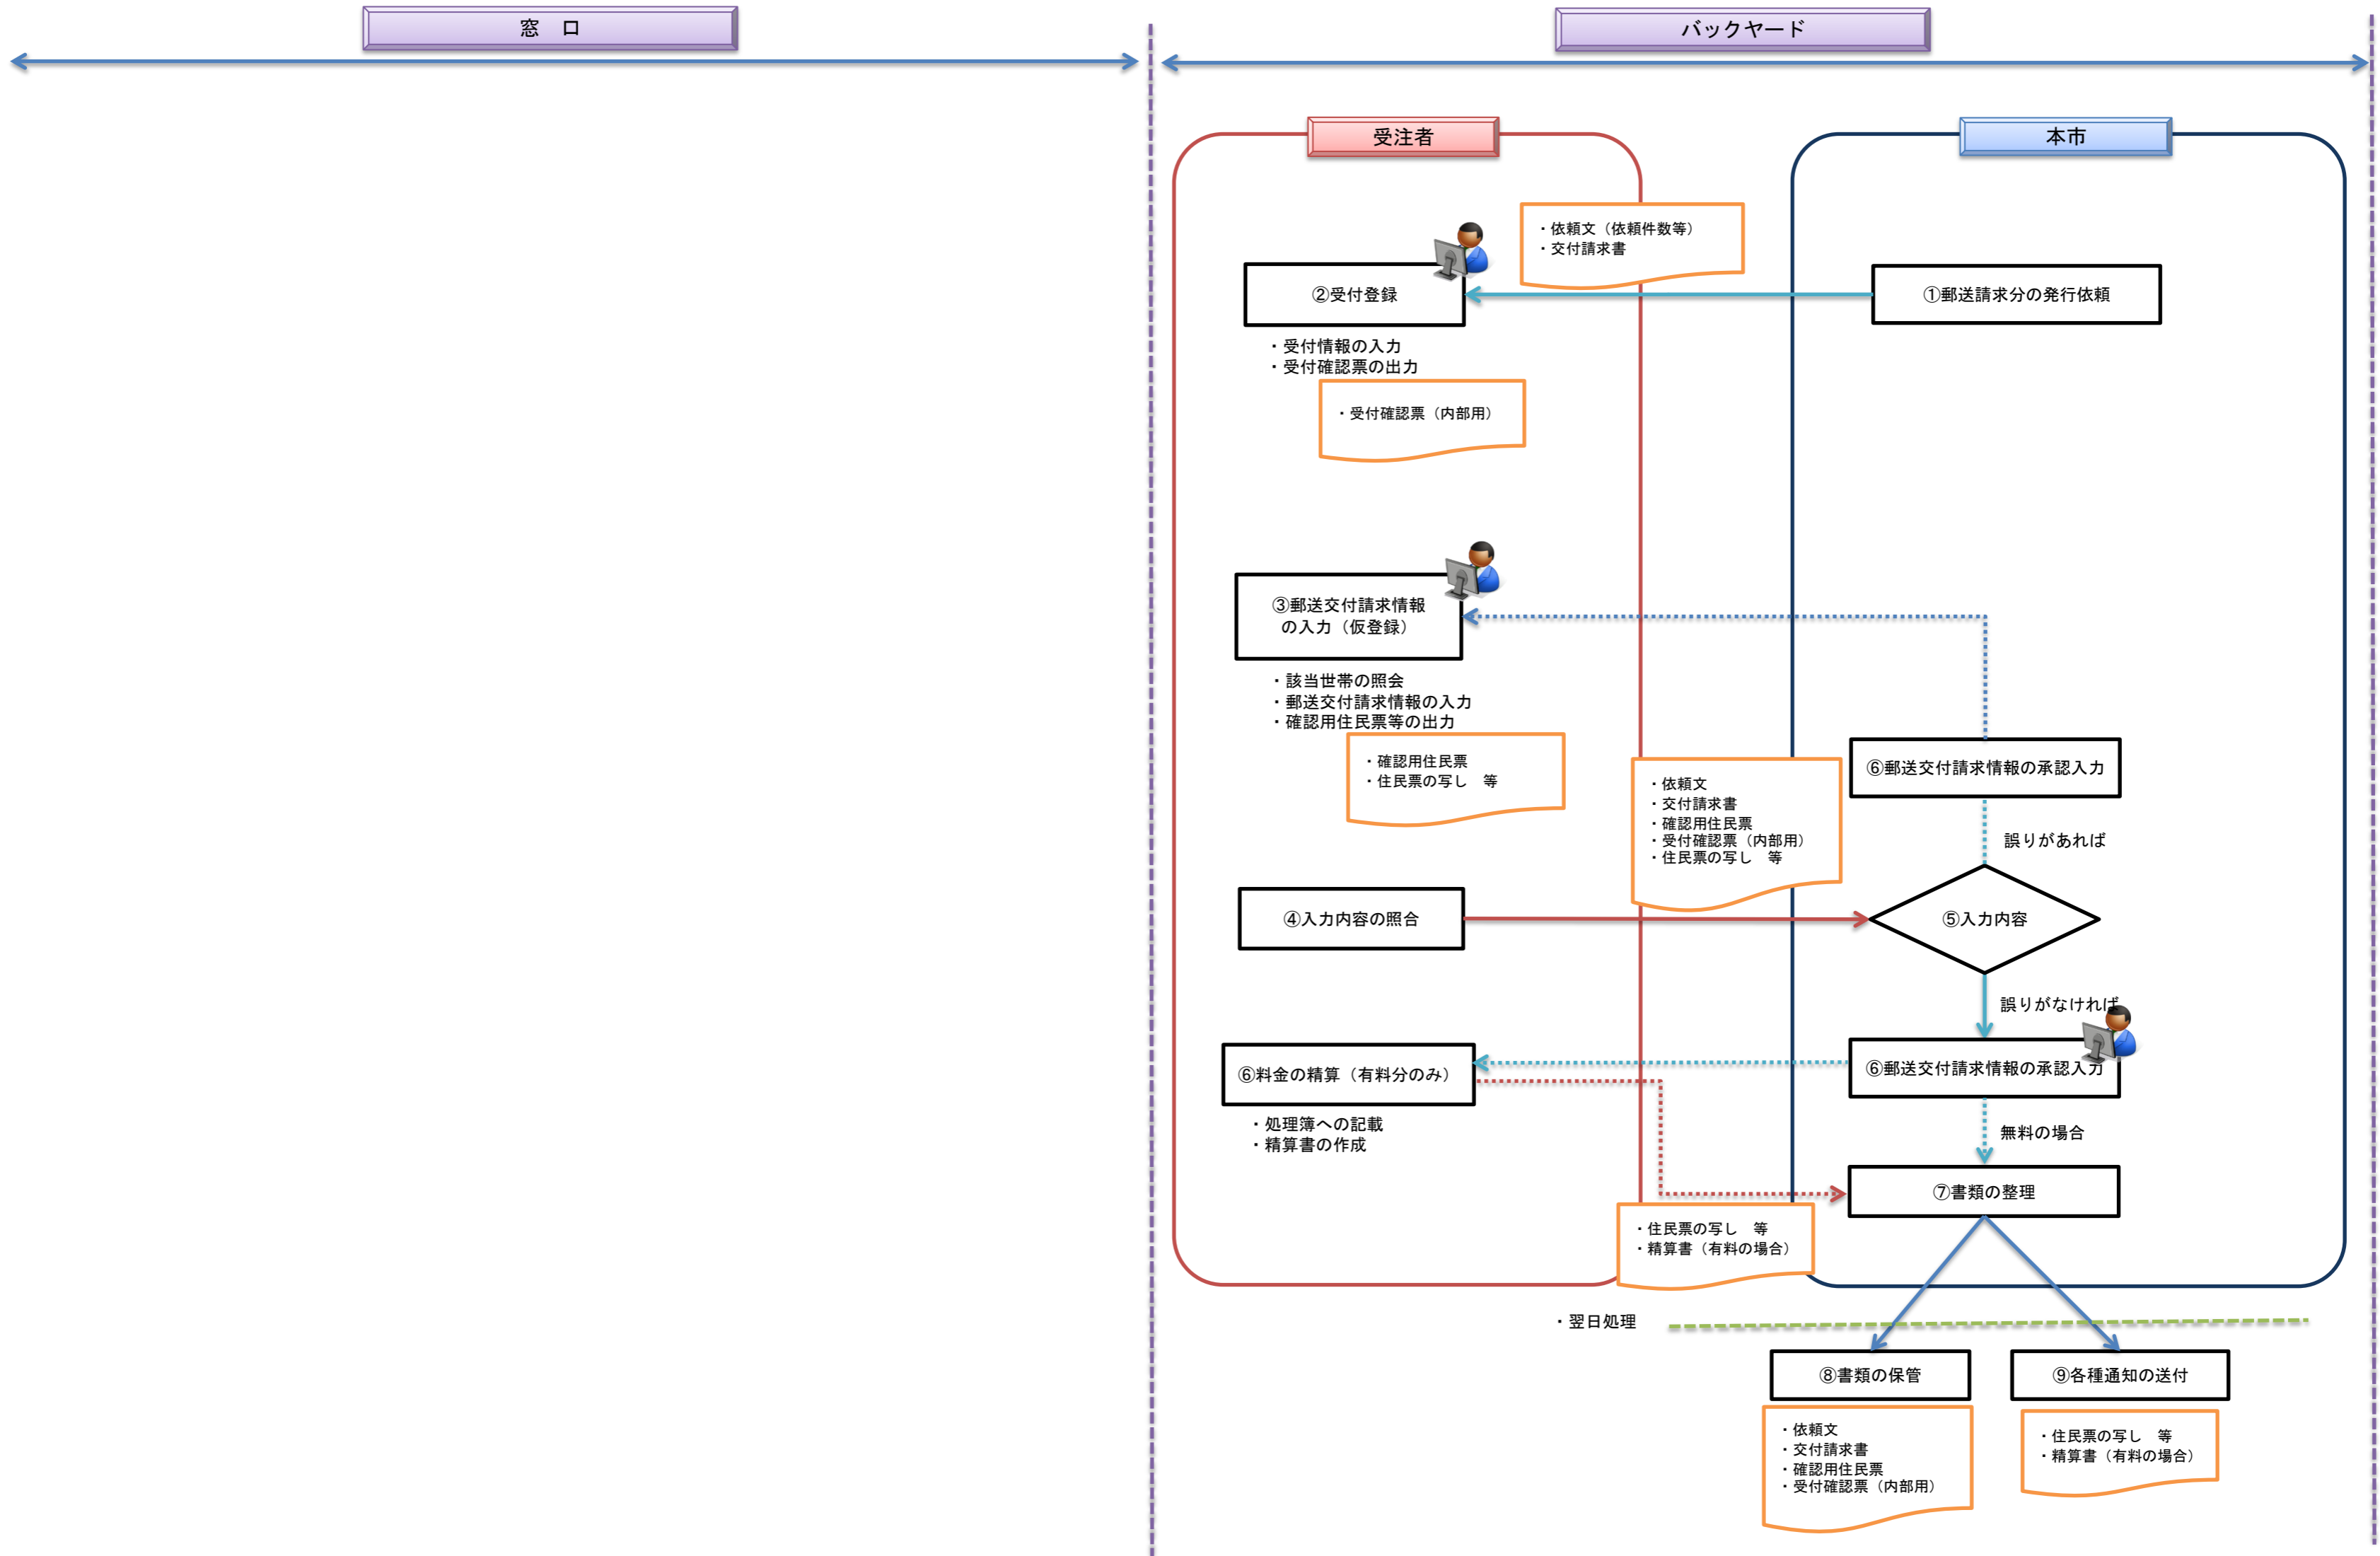 窓　口
バックヤード
受注者
本市
・依頼文（依頼件数等）
・交付請求書
②受付登録
①郵送請求分の発行依頼
・受付情報の入力
・受付確認票の出力
・受付確認票（内部用）
③郵送交付請求情報
の入力（仮登録）
・該当世帯の照会
・郵送交付請求情報の入力
・確認用住民票等の出力
・確認用住民票
・住民票の写し　等
⑥郵送交付請求情報の承認入力
・依頼文
・交付請求書
・確認用住民票
・受付確認票（内部用）
・住民票の写し　等
誤りがあれば
④入力内容の照合
⑤入力内容
誤りがなければ
⑥料金の精算（有料分のみ）
⑥郵送交付請求情報の承認入力
・処理簿への記載
・精算書の作成
無料の場合
⑦書類の整理
・住民票の写し　等
・精算書（有料の場合）
・翌日処理
⑧書類の保管
⑨各種通知の送付
・依頼文
・交付請求書
・確認用住民票
・受付確認票（内部用）
・住民票の写し　等
・精算書（有料の場合）